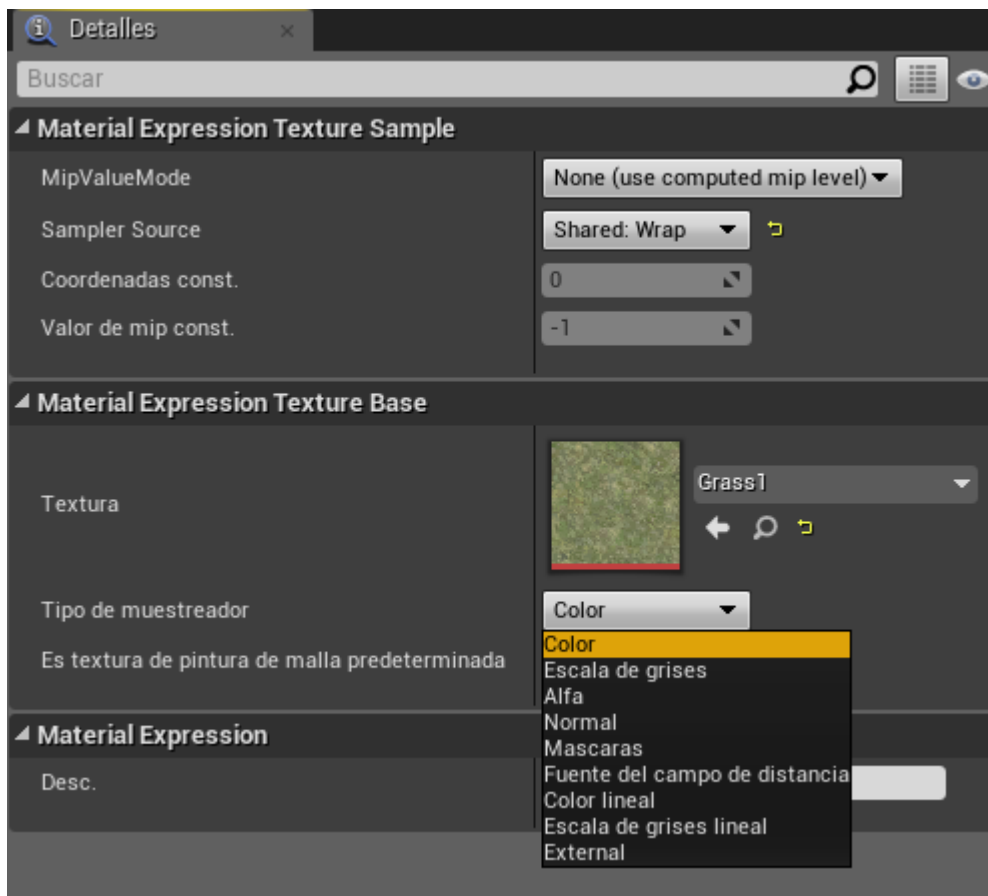 Detalles
Buscar
Material Expression Texture Sample
MipValueMode None (use computed mip level)
Sampler Source Shared: Wrap
Coordenadas const. 0
Valor de mip const. -1
Material Expression Texture Base
Textura Grass1
Tipo de muestreador Color
Color
Es textura de pintura de malla predeterminada
Escala de grises
Alfa
Normal
Material Expression
Mascaras
Desc.
Fuente del campo de distancia
Color lineal
Escala de grises lineal
External